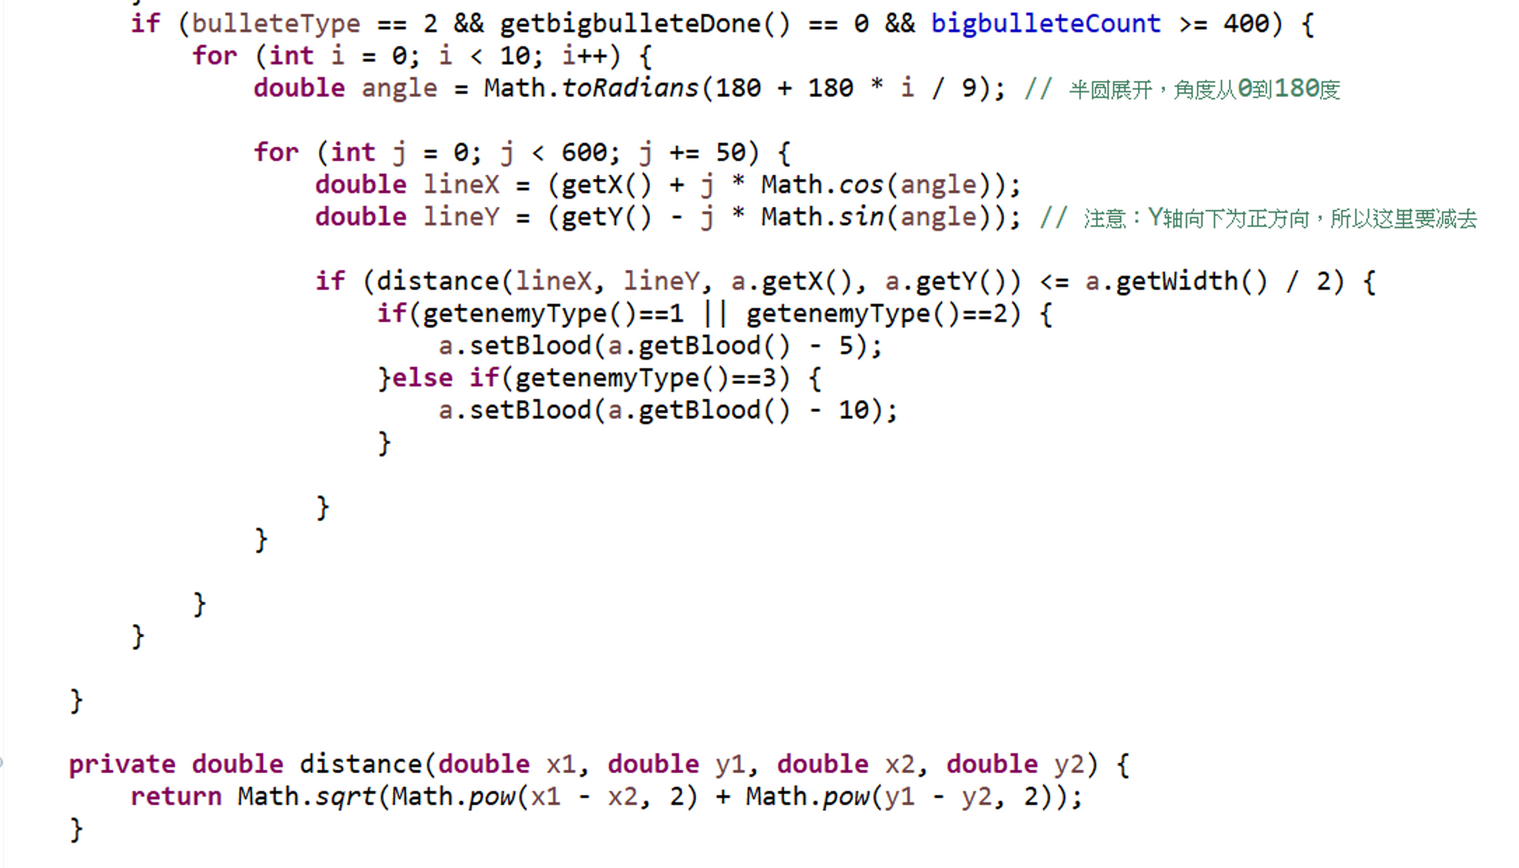 if (bulleteType == 2 && getbigbulleteDone() == 0 && bigbulleteCount >= 400) {
for (int i = 0; i < 10; i++) {
double angle = Math.toRadians(180 + 180 * i / 9); // 半圆展开，角度从0到180度
for (int j = 0; j < 600; j += 50) {
double lineX = (getX() + j * Math.cos(angle));
double lineY = (getY() - j * Math.sin(angle)); // 注意：Y轴向下为正方向，所以这里要减去
if (distance(lineX, lineY, a.getX(), a.getY()) <= a.getWidth() / 2) {
if(getenemyType()==1 || getenemyType()==2) {
a.setBlood(a.getBlood() - 5);
}else if(getenemyType()==3) {
a.setBlood(a.getBlood() - 10);
}
}
}
}
}
}
private double distance(double x1, double y1, double x2, double y2) {
return Math.sqrt(Math.pow(x1 - x2, 2) + Math.pow(y1 - y2, 2));
}